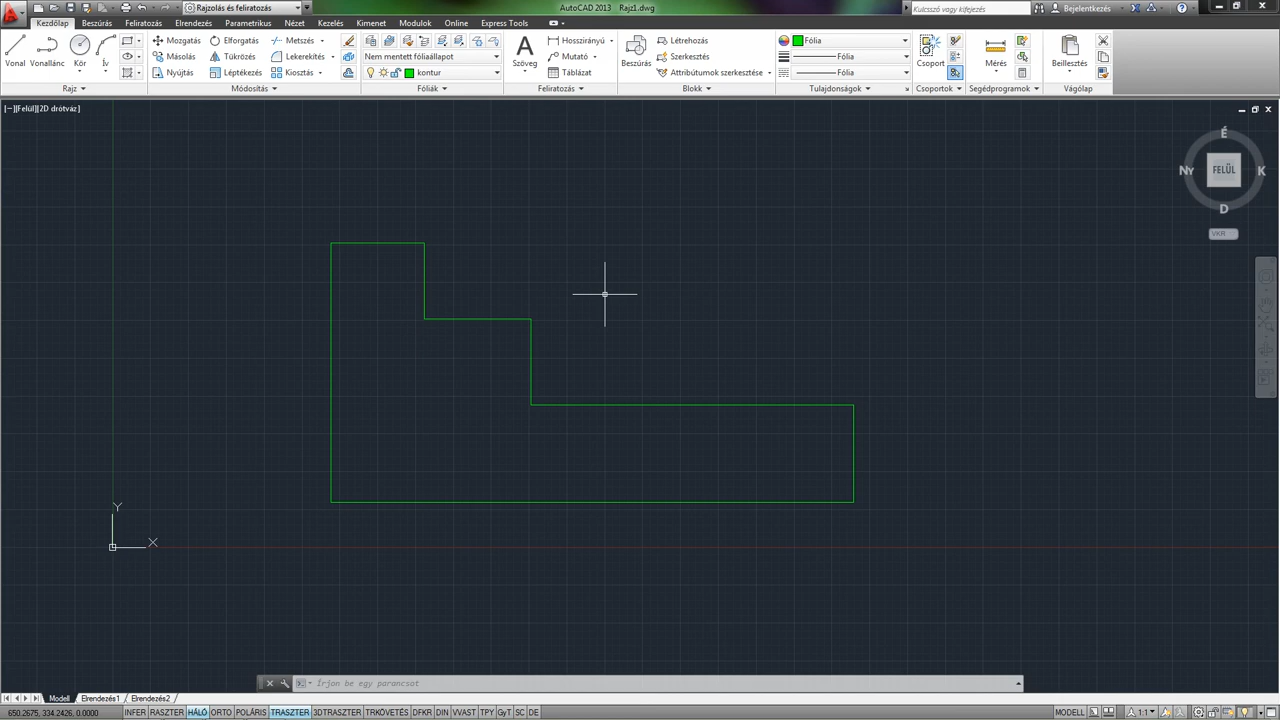 Rajzolás és feliratozás
AutoCAD 2013 Rajz1.dwg
Kulcsszó vagy kifejezés
Bejelentkezés
Kezdőlap Beszúrás Feliratozás Elrendezés Parametrikus Nézet Kezelés Kimenet Modulok Online Express Tools
Vonal Vonallánc Kör Ív
Mozgatás Elforgatás Metszés
Másolás Tükrözés Lekerekítés
Nyújtás Léptékezés Kiosztás
Nem mentett fóliaállapot
kontur
Szöveg
Hosszirányú
Mutató
Táblázat
Beszúrás
Létrehozás
Szerkesztés
Attribútumok szerkesztése
Fólia
Fólia
Fólia
Csoport
Mérés
Beillesztés
Rajz Módosítás Fóliák Feliratozás Blokk Tulajdonságok Csoportok Segédprogramok Vágólap
[−][Felül][2D drótváz]
É
NY FELÜL K
D
VKR
Y
X
Írjon be egy parancsot
Modell Elrendezés1 Elrendezés2
650.2675, 334.2426, 0.0000 INFER RASZTER HÁLÓ ORTO POLÁRIS TRASZTER 3DTRASZTER TRKÖVETÉS DFKR DIN VVAST TPY GyT SC DE MODELL 1:1